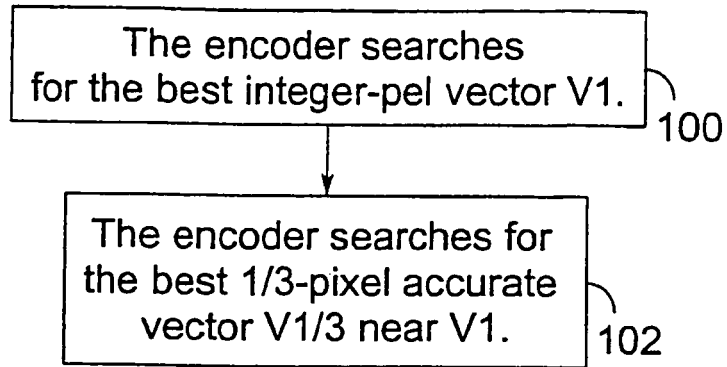 The encoder searches
for the best integer-pel vector V1.
100
The encoder searches for
the best 1/3-pixel accurate
vector V1/3 near V1.
102